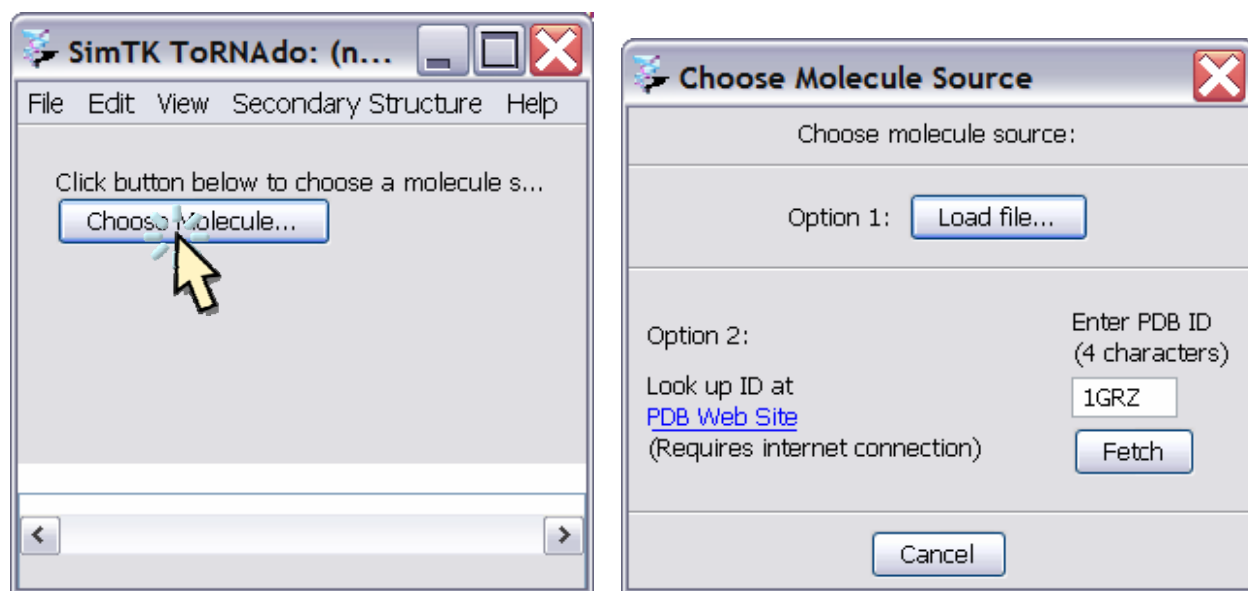 SimTK ToRNAdo: (n...
File Edit View Secondary Structure Help
Click button below to choose a molecule s...
Choose Molecule...
Choose Molecule Source
Choose molecule source:
Option 1: Load file...
Option 2:
Look up ID at
PDB Web Site
(Requires internet connection)
Enter PDB ID
(4 characters)
1GRZ
Fetch
Cancel